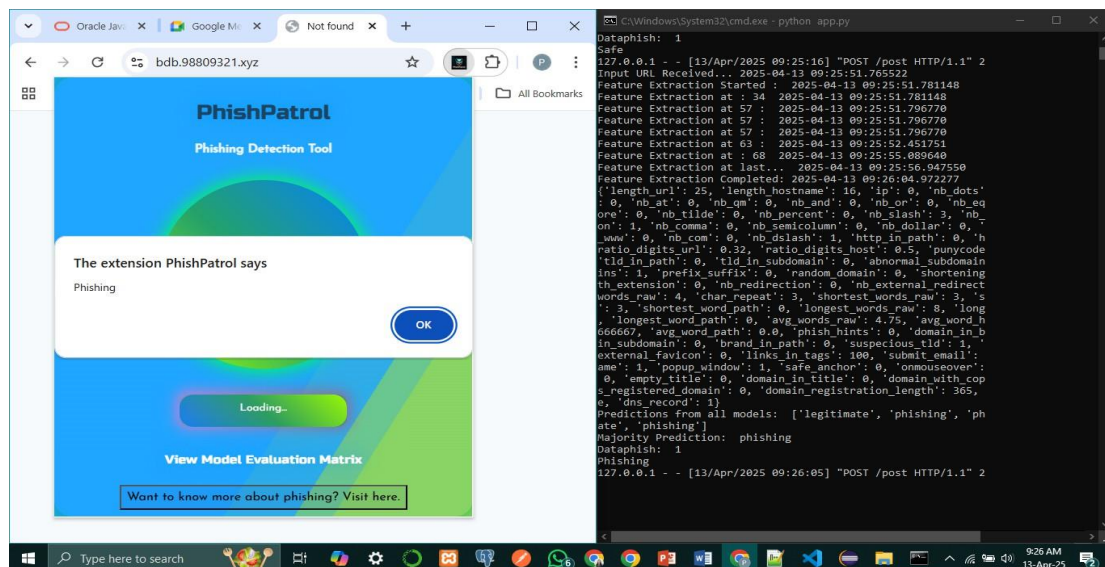 Oracle Java
Google Me
Not found
bdb.98809321.xyz
P
All Bookmarks
PhishPatrol
Phishing Detection Tool
The extension PhishPatrol says
Phishing
OK
Loading...
View Model Evaluation Matrix
Want to know more about phishing? Visit here.
C:\Windows\System32\cmd.exe - python app.py
Dataphish: 1
Safe
127.0.0.1 - - [13/Apr/2025 09:25:16] "POST /post HTTP/1.1" 2
Input URL Received... 2025-04-13 09:25:51.765522
Feature Extraction Started : 2025-04-13 09:25:51.781148
Feature Extraction at : 34 2025-04-13 09:25:51.781148
Feature Extraction at 57 : 2025-04-13 09:25:51.796770
Feature Extraction at 57 : 2025-04-13 09:25:51.796770
Feature Extraction at 57 : 2025-04-13 09:25:51.796770
Feature Extraction at 63 : 2025-04-13 09:25:52.451751
Feature Extraction at : 68 2025-04-13 09:25:55.089640
Feature Extraction at last... 2025-04-13 09:25:56.947550
Feature Extraction Completed: 2025-04-13 09:26:04.972277
{'length_url': 25, 'length_hostname': 16, 'ip': 0, 'nb_dots'
: 0, 'nb_at': 0, 'nb_qm': 0, 'nb_and': 0, 'nb_or': 0, 'nb_eq
ore': 0, 'nb_tilde': 0, 'nb_percent': 0, 'nb_slash': 3, 'nb_
on': 1, 'nb_comma': 0, 'nb_semicolumn': 0, 'nb_dollar': 0, '
_www': 0, 'nb_com': 0, 'nb_dslash': 1, 'http_in_path': 0, 'h
ratio_digits_url': 0.32, 'ratio_digits_host': 0.5, 'punycode
'tld_in_path': 0, 'tld_in_subdomain': 0, 'abnormal_subdomain
ins': 1, 'prefix_suffix': 0, 'random_domain': 0, 'shortening
th_extension': 0, 'nb_redirection': 0, 'nb_external_redirect
words_raw': 4, 'char_repeat': 3, 'shortest_words_raw': 3, 's
': 3, 'shortest_word_path': 0, 'longest_words_raw': 8, 'long
, 'longest_word_path': 0, 'avg_words_raw': 4.75, 'avg_word_h
666667, 'avg_word_path': 0.0, 'phish_hints': 0, 'domain_in_b
in_subdomain': 0, 'brand_in_path': 0, 'suspecious_tld': 1, '
external_favicon': 0, 'links_in_tags': 100, 'submit_email':
ame': 1, 'popup_window': 1, 'safe_anchor': 0, 'onmouseover':
0, 'empty_title': 0, 'domain_in_title': 0, 'domain_with_cop
s_registered_domain': 0, 'domain_registration_length': 365,
e, 'dns_record': 1}
Predictions from all models: ['legitimate', 'phishing', 'ph
ate', 'phishing']
Majority Prediction: phishing
Dataphish: 1
Phishing
127.0.0.1 - - [13/Apr/2025 09:26:05] "POST /post HTTP/1.1" 2
Type here to search
9:26 AM
13-Apr-25